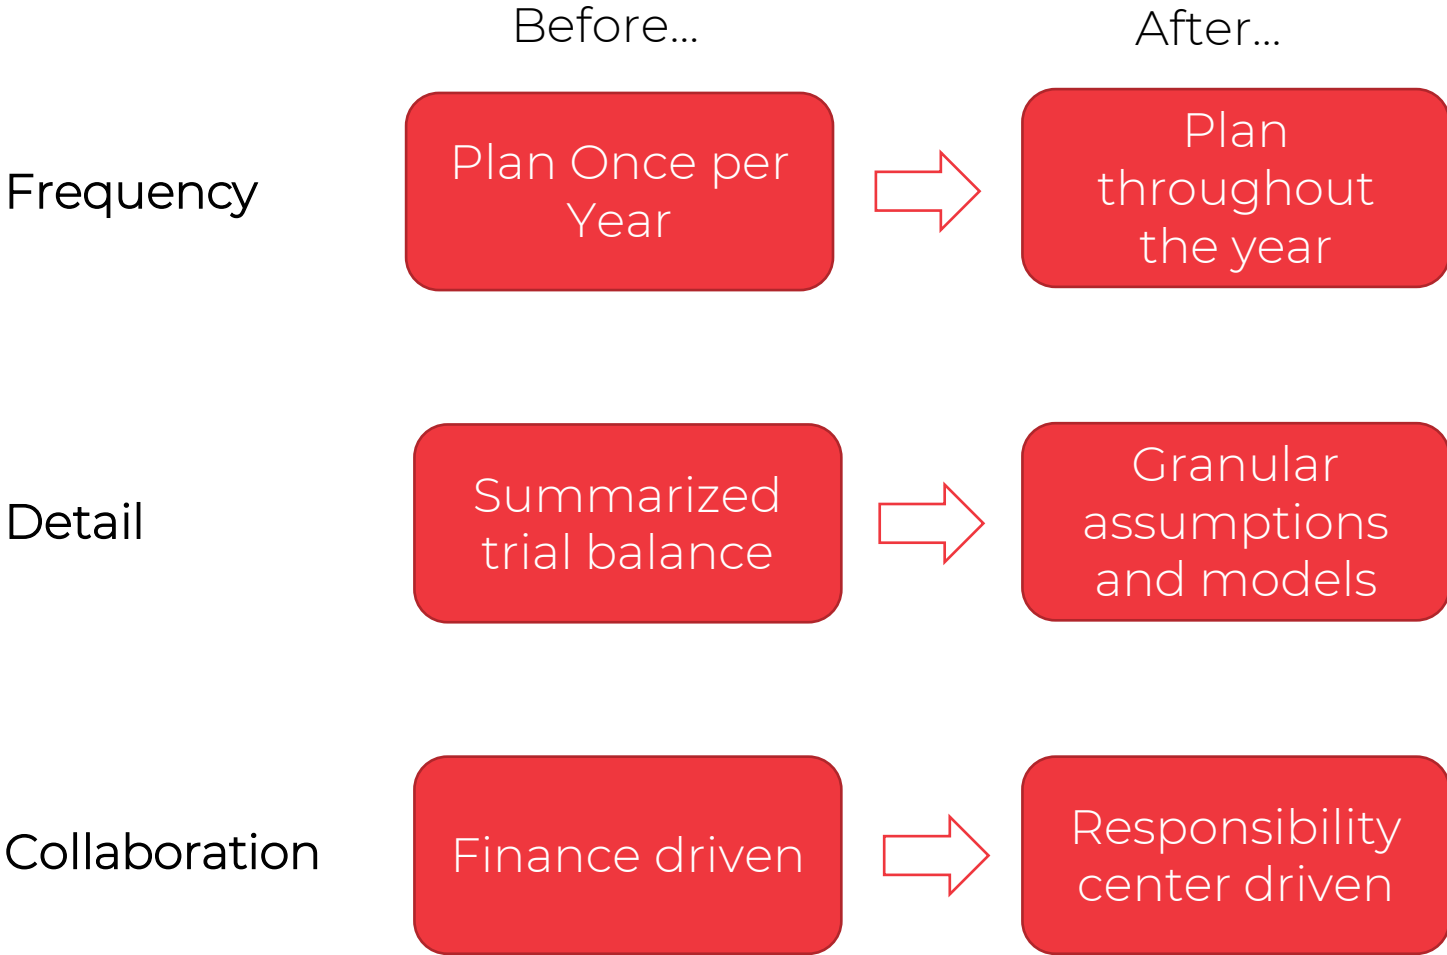 Before...
After...
Frequency
Plan Once per
Year
Plan
throughout
the year
Detail
Summarized
trial balance
Granular
assumptions
and models
Collaboration
Finance driven
Responsibility
center driven